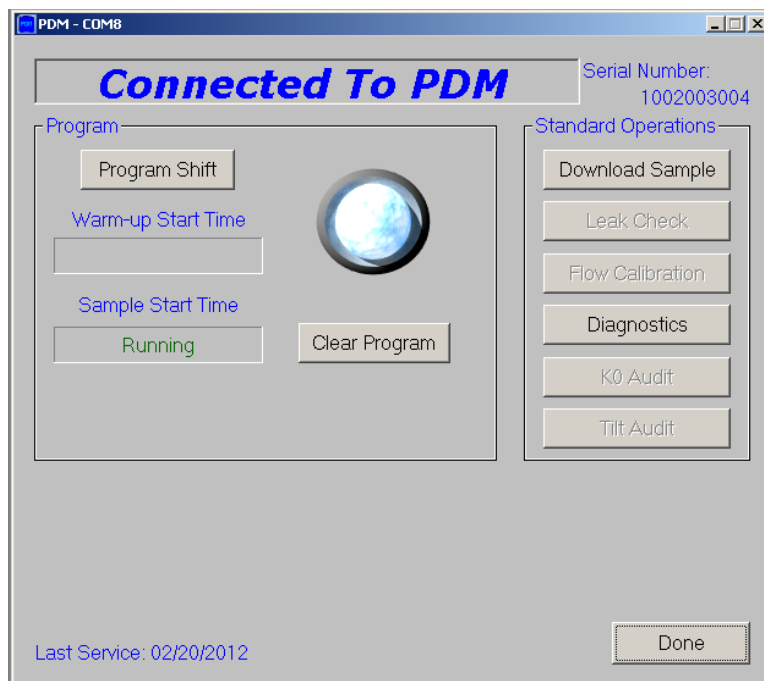 PDM - COM8
Connected To PDM
Serial Number:
1002003004
Program
Program Shift
Warm-up Start Time
Sample Start Time
Running
Clear Program
Standard Operations
Download Sample
Leak Check
Flow Calibration
Diagnostics
K0 Audit
Tilt Audit
Last Service: 02/20/2012
Done